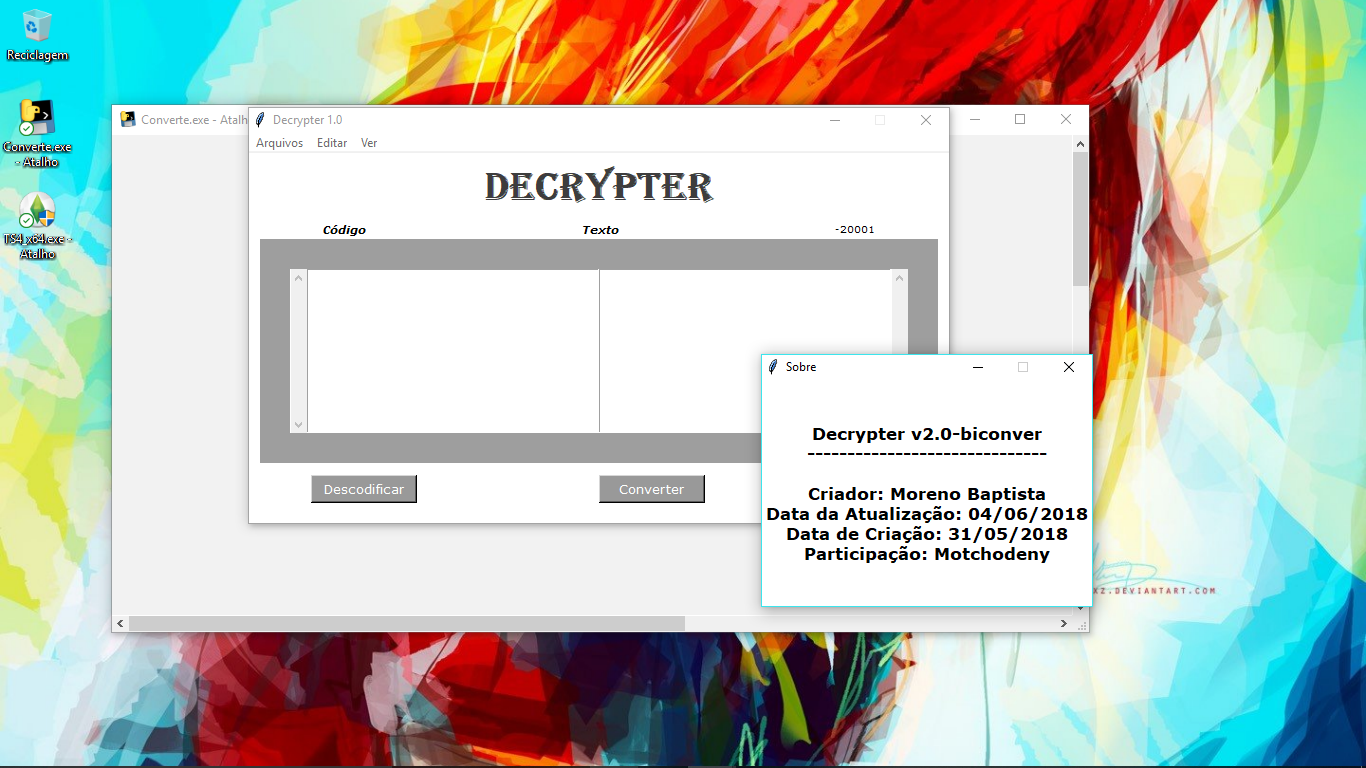 Reciclagem
Converte.exe
- Atalho
TS4_x64.exe -
Atalho
Converte.exe - Atalh
Decrypter 1.0
Arquivos Editar Ver
DECRYPTER
Código Texto -20001
Descodificar Converter
Sobre
Decrypter v2.0-biconver
------------------------------
Criador: Moreno Baptista
Data da Atualização: 04/06/2018
Data de Criação: 31/05/2018
Participação: Motchodeny
XZ.DEVIANTART.COM